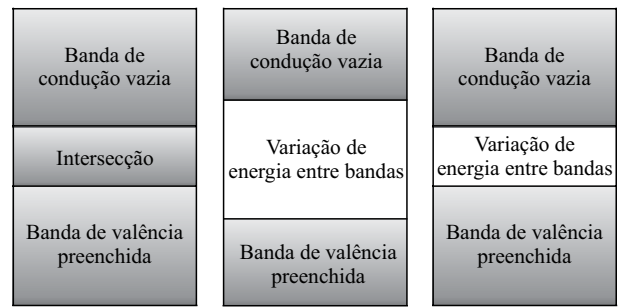 Banda de
condução vazia
Intersecção
Banda de valência
preenchida
Banda de
condução vazia
Variação de
energia entre bandas
Banda de valência
preenchida
Banda de
condução vazia
Variação de
energia entre bandas
Banda de valência
preenchida